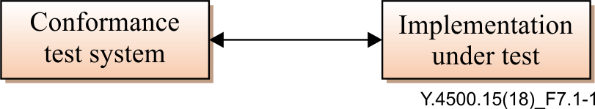 Conformance
test system
Implementation
under test
Y.4500.15(18)_F7.1-1